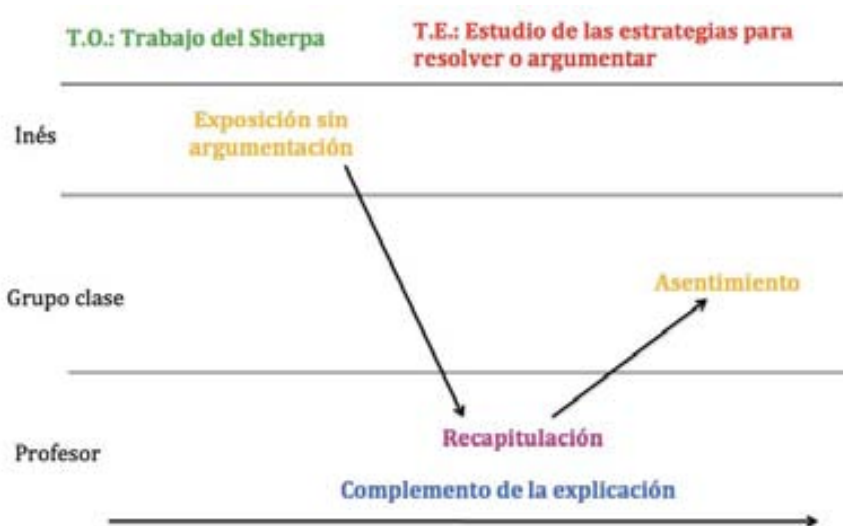 T.O.: Trabajo del Sherpa
T.E.: Estudio de las estrategias para
resolver o argumentar
Inés
Exposición sin
argumentación
Grupo clase
Asentimiento
Recapitulación
Profesor
Complemento de la explicación